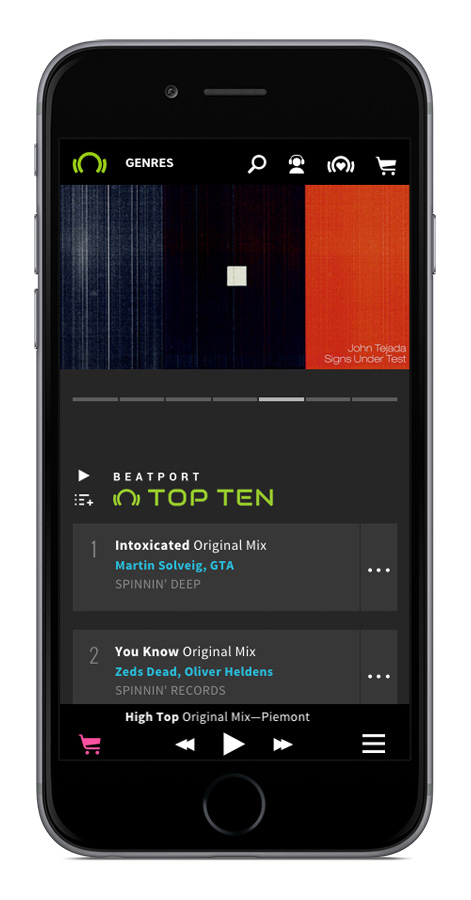 GENRES
John Tejada
Signs Under Test
BEATPORT
TOP TEN
1
Intoxicated Original Mix
Martin Solveig, GTA
SPINNIN' DEEP
2
You Know Original Mix
Zeds Dead, Oliver Heldens
SPINNIN' RECORDS
High Top Original Mix—Piemont